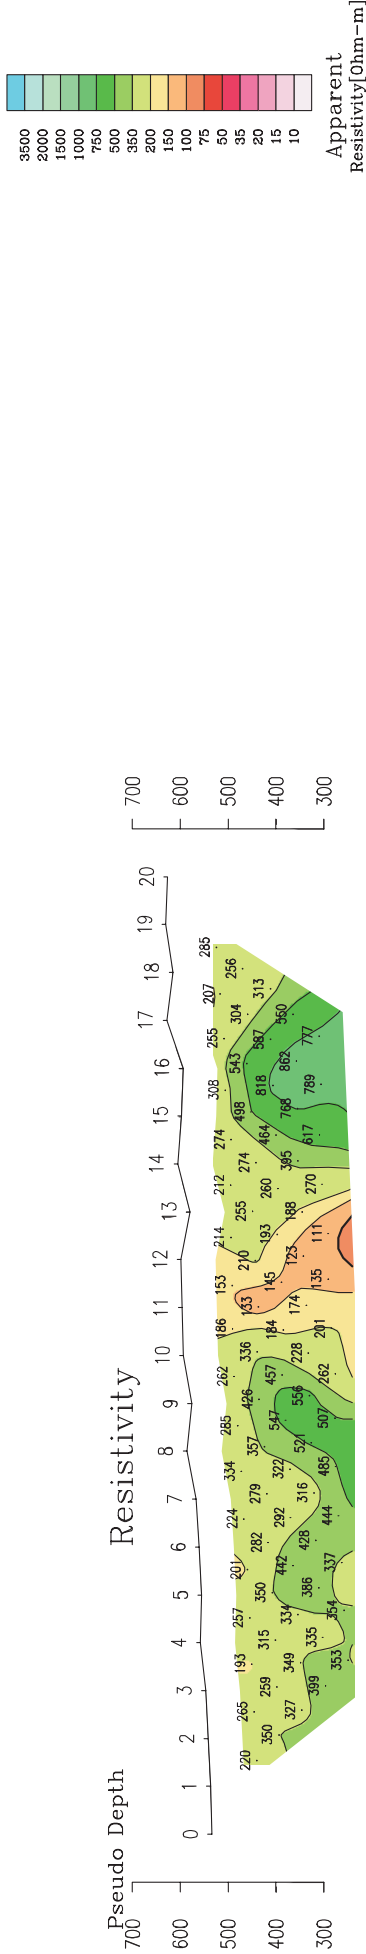 Pseudo Depth
Resistivity
700
600
500
400
300
0 1 2 3 4 5 6 7 8 9 10 11 12 13 14 15 16 17 18 19 20
220 265 193 257 201 224 334 285 262 186 153 214 212 274 308 255 207 285
350 259 315 350 282 279 357 426 336 133 210 255 274 498 543 304 256
327 349 334 442 292 322 547 457 184 145 193 260 464 818 587 313
399 335 386 428 316 521 556 228 174 123 188 395 768 862 550
353 354 337 444 485 507 262 201 135 111 270 617 789 777
700
600
500
400
300
3500
2000
1500
1000
750
500
350
200
150
100
75
50
35
20
15
10
Apparent
Resistivity[Ohm-m]